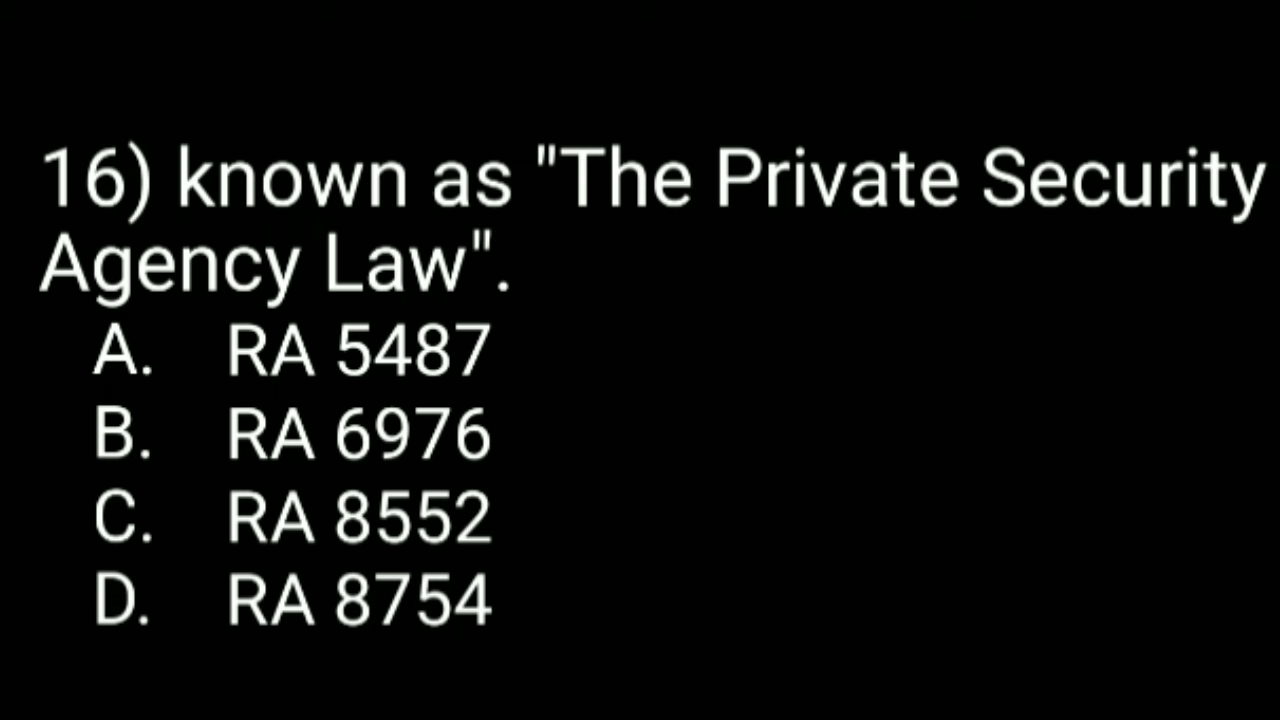 16) known as "The Private Security
Agency Law".
A. RA 5487
B. RA 6976
C. RA 8552
D. RA 8754